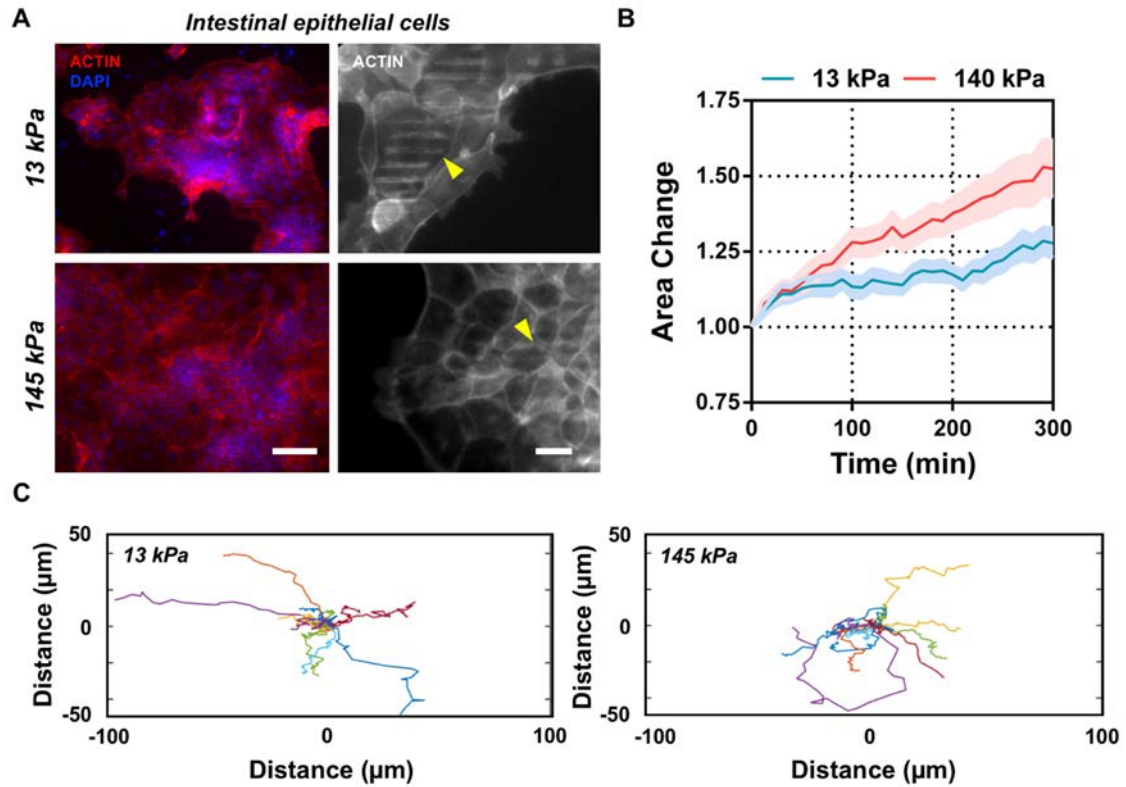 A
Intestinal epithelial cells
ACTIN
DAPI
ACTIN
13 kPa
145 kPa
B
13 kPa 140 kPa
1.75
1.50
1.25
1.00
0.75
Area Change
0 100 200 300
Time (min)
C
50
0
-50
Distance (µm)
13 kPa
-100 0 100
Distance (µm)
50
0
-50
Distance (µm)
145 kPa
-100 0 100
Distance (µm)